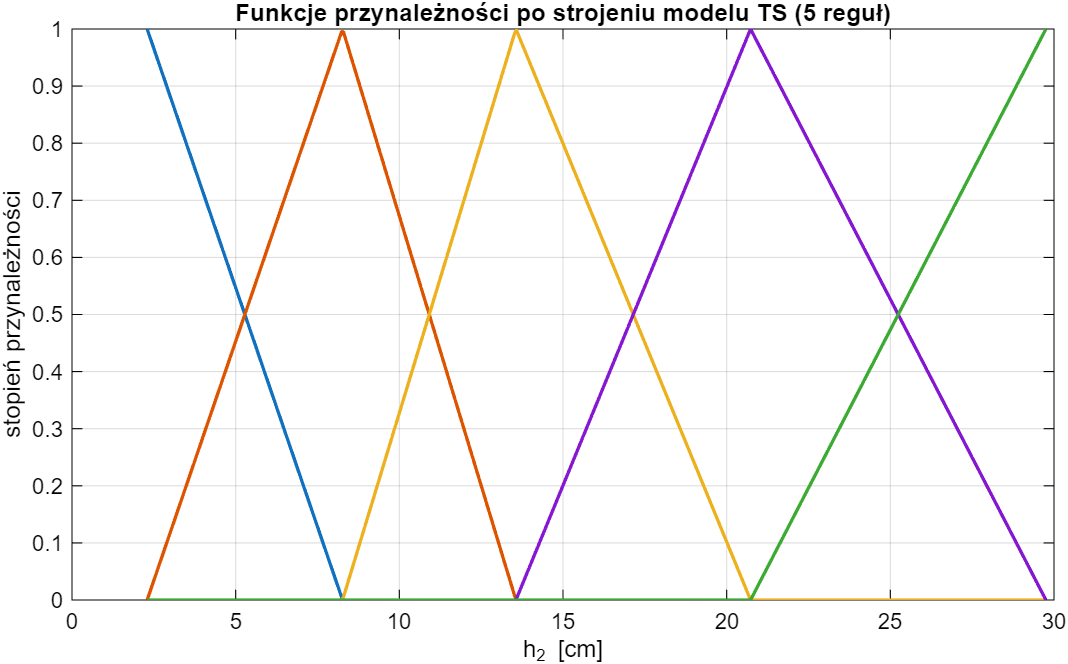 Funkcje przynależności po strojeniu modelu TS (5 reguł)
1
0.9
0.8
0.7
0.6
0.5
0.4
0.3
0.2
0.1
0
stopień przynależności
0 5 10 15 20 25 30
h₂ [cm]